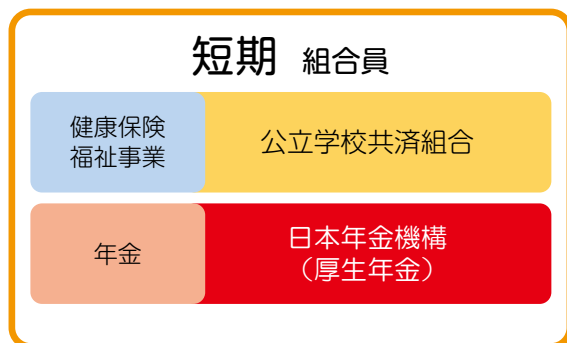 短期 組合員
健康保険
福祉事業
公立学校共済組合
年金
日本年金機構
（厚生年金）